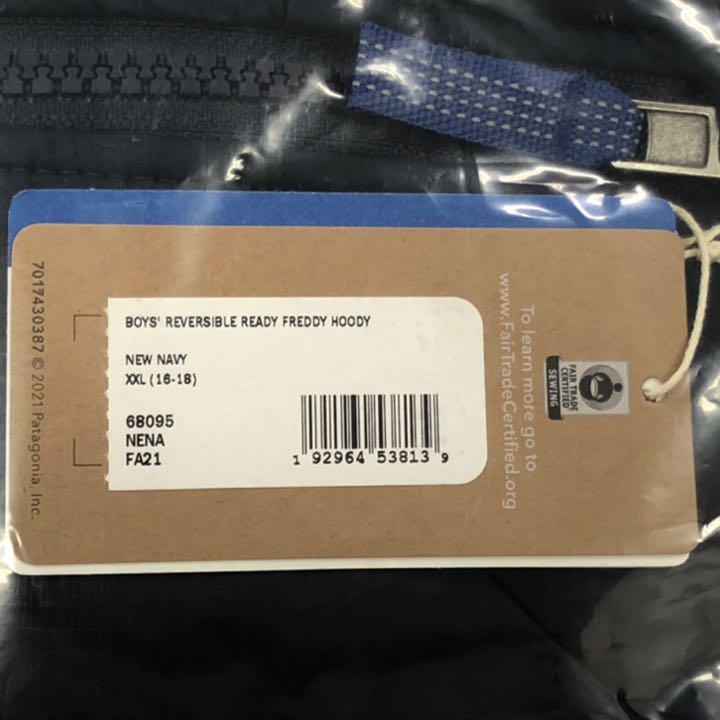 BOYS' REVERSIBLE READY FREDDY HOODY
NEW NAVY
XXL (16-18)
68095
NENA
FA21
1 92964 53813 9
7017430387 © 2021 Patagonia, Inc.
To learn more go to
www.FairTradeCertified.org
FAIR TRADE
CERTIFIED
SEWING